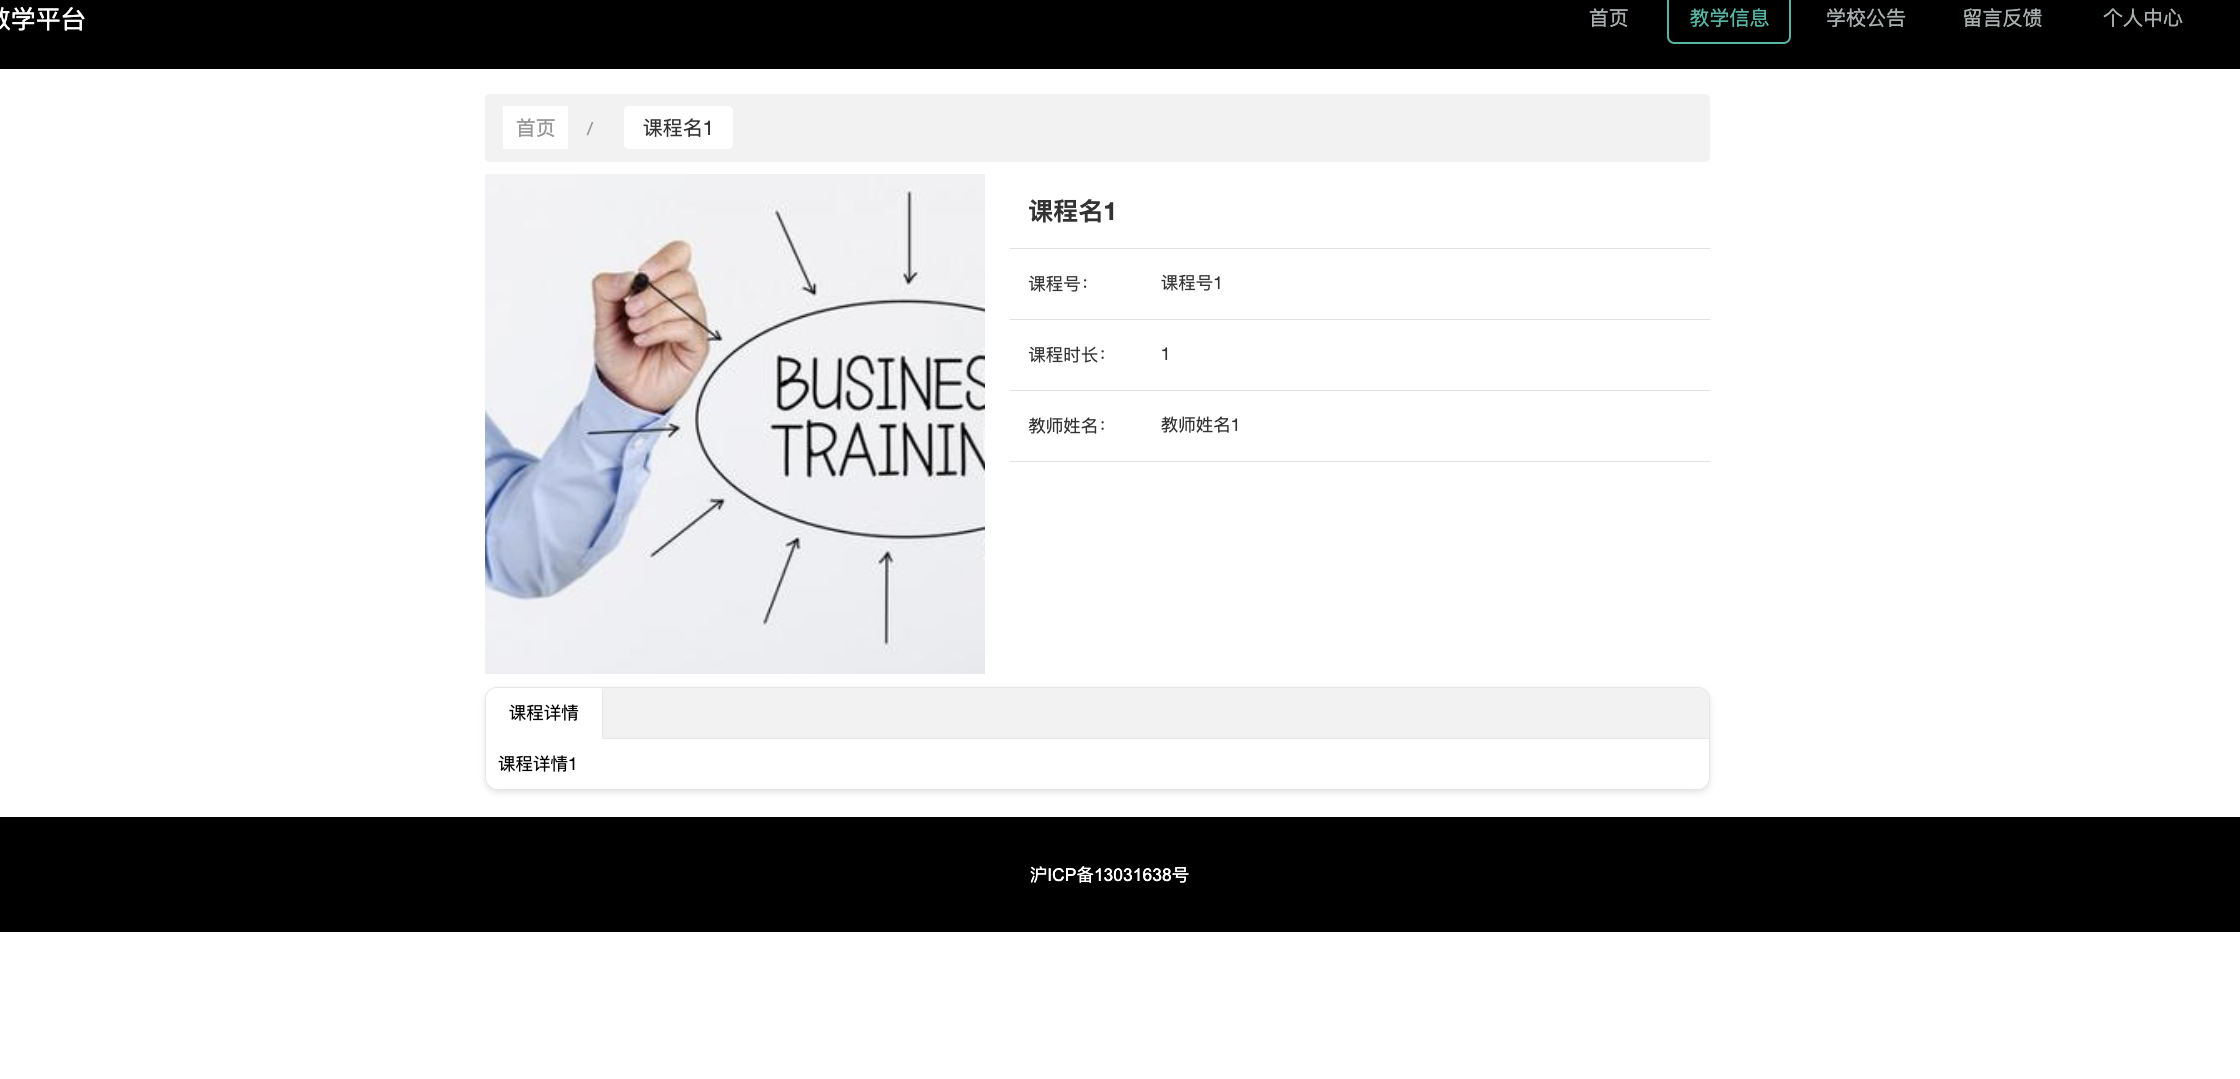 教学平台
首页 教学信息 学校公告 留言反馈 个人中心
首页 / 课程名1
BUSINES
TRAININ
课程名1
课程号： 课程号1
课程时长： 1
教师姓名： 教师姓名1
课程详情
课程详情1
沪ICP备13031638号